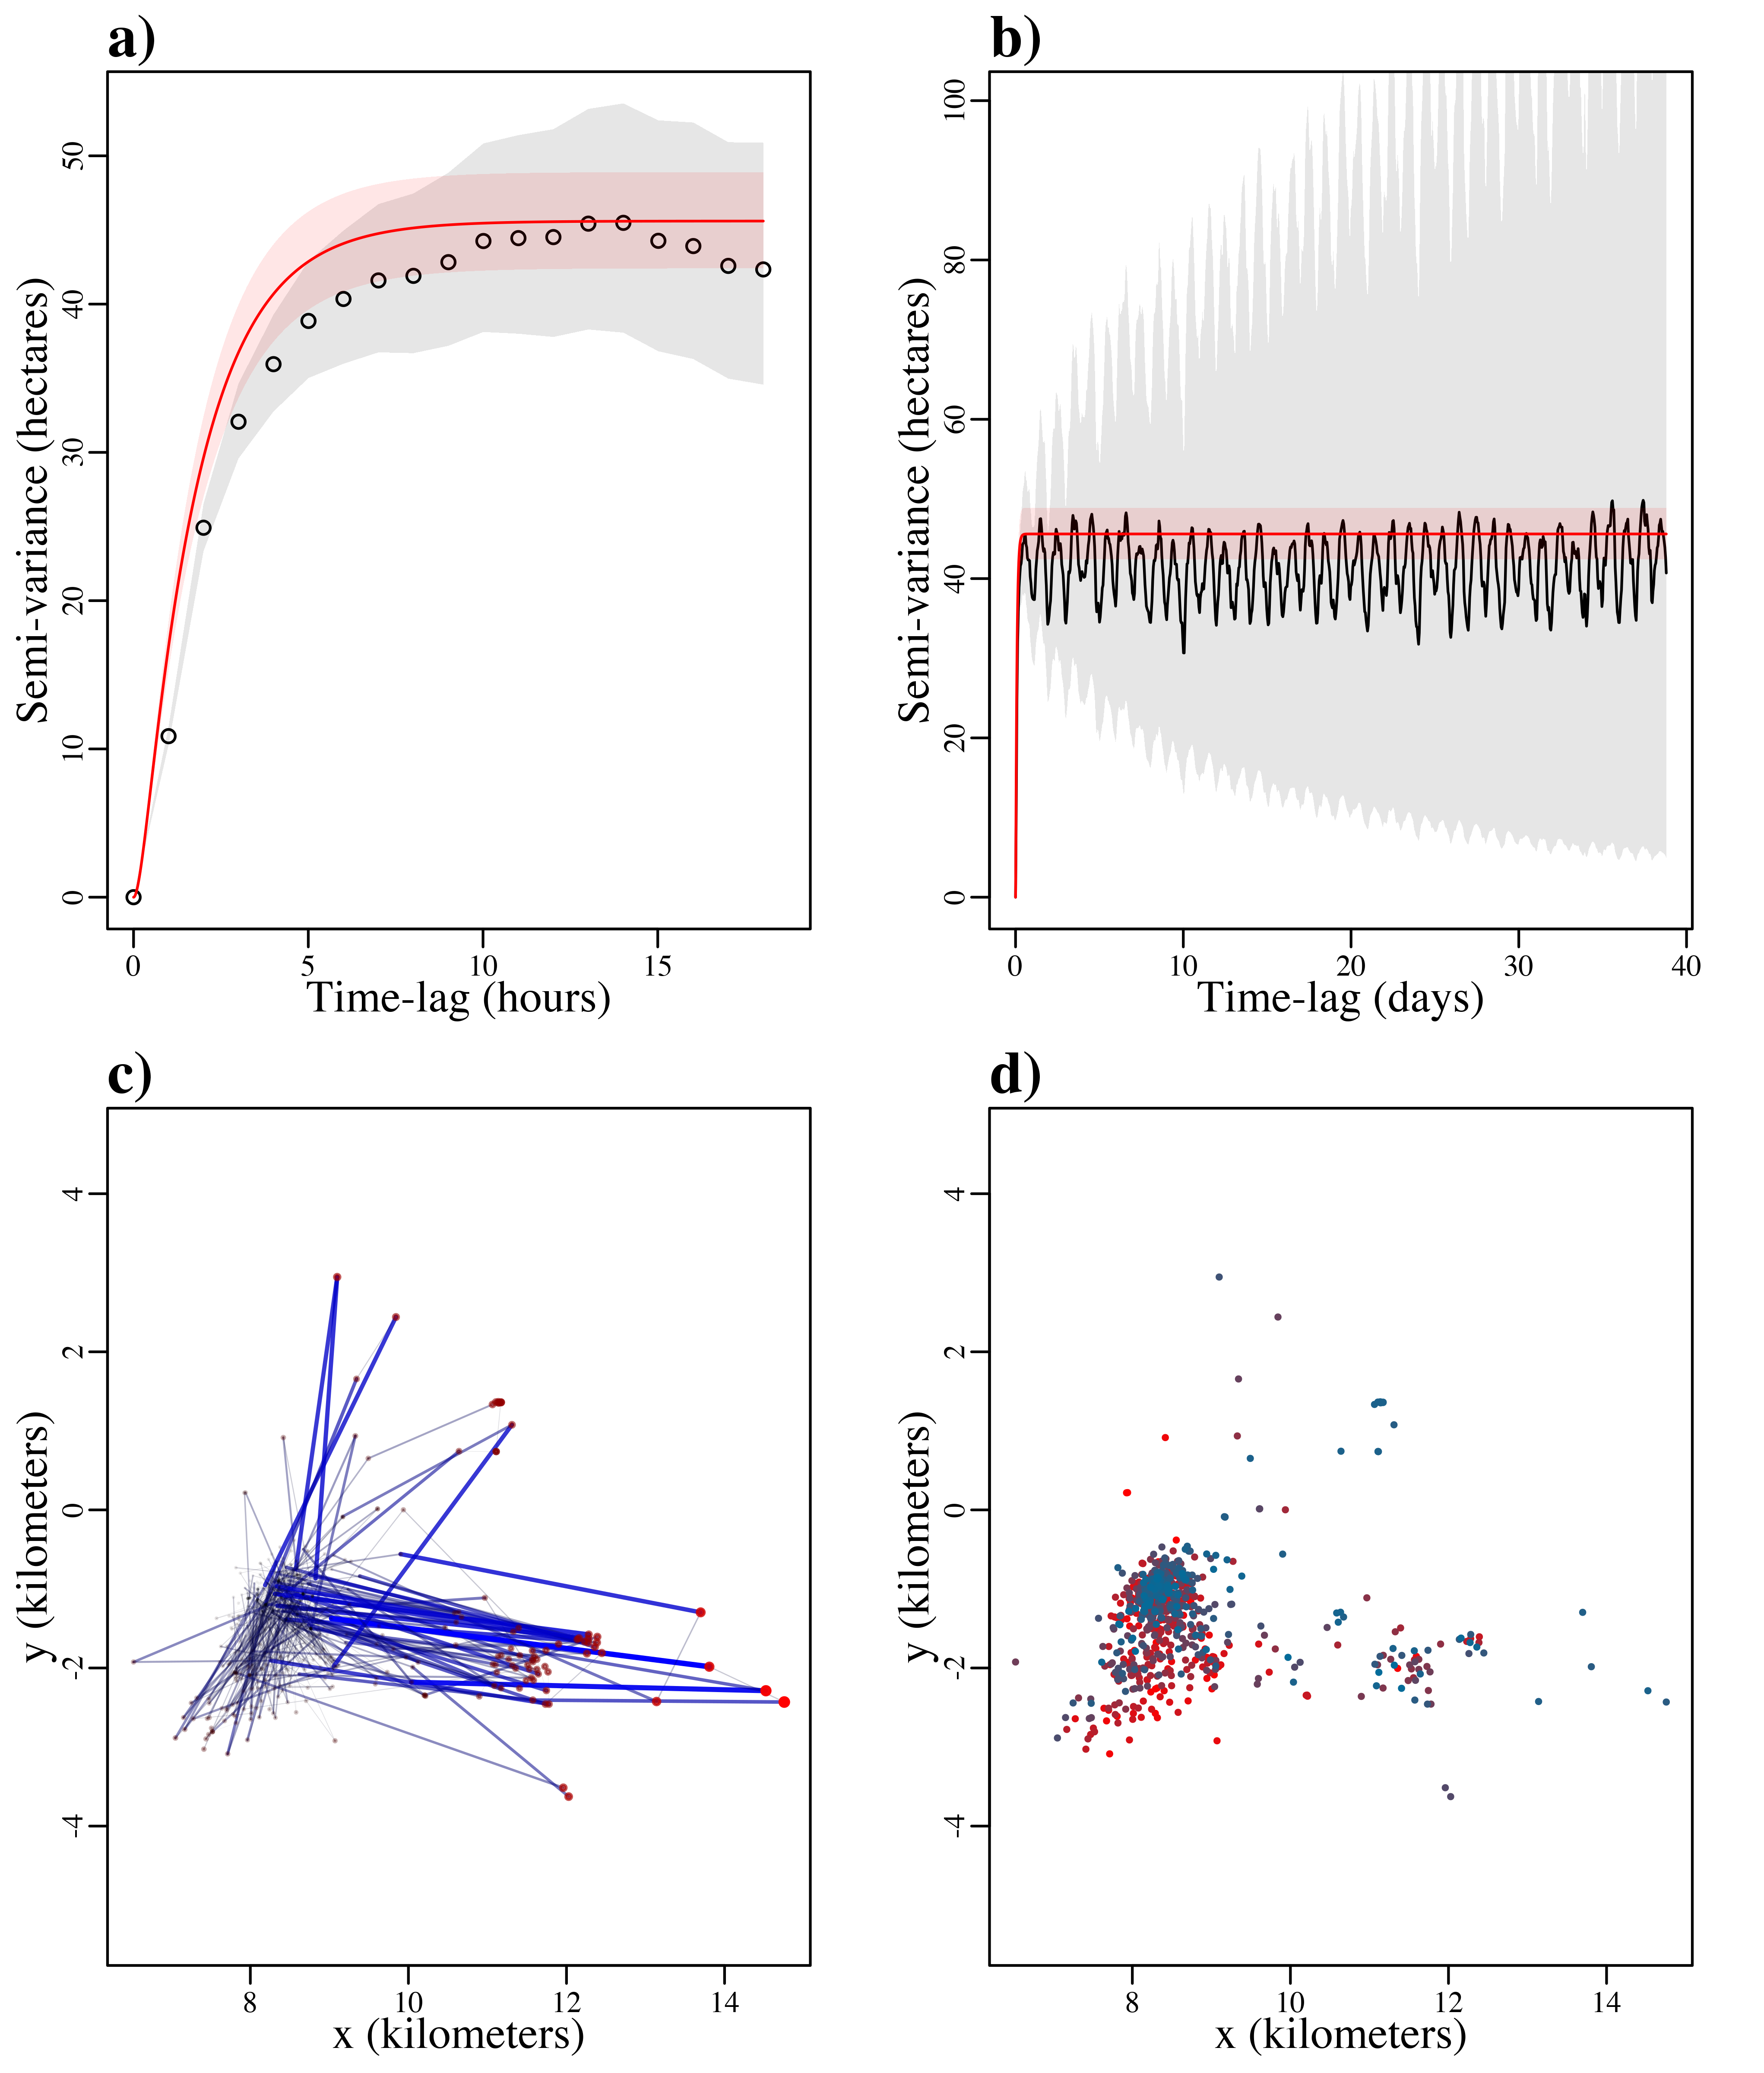 a)
Semi-variance (hectares)
0 10 20 30 40 50
0 5 10 15
Time-lag (hours)
b)
Semi-variance (hectares)
0 20 40 60 80 100
0 10 20 30 40
Time-lag (days)
c)
y (kilometers)
-4 -2 0 2 4
8 10 12 14
x (kilometers)
d)
y (kilometers)
-4 -2 0 2 4
8 10 12 14
x (kilometers)